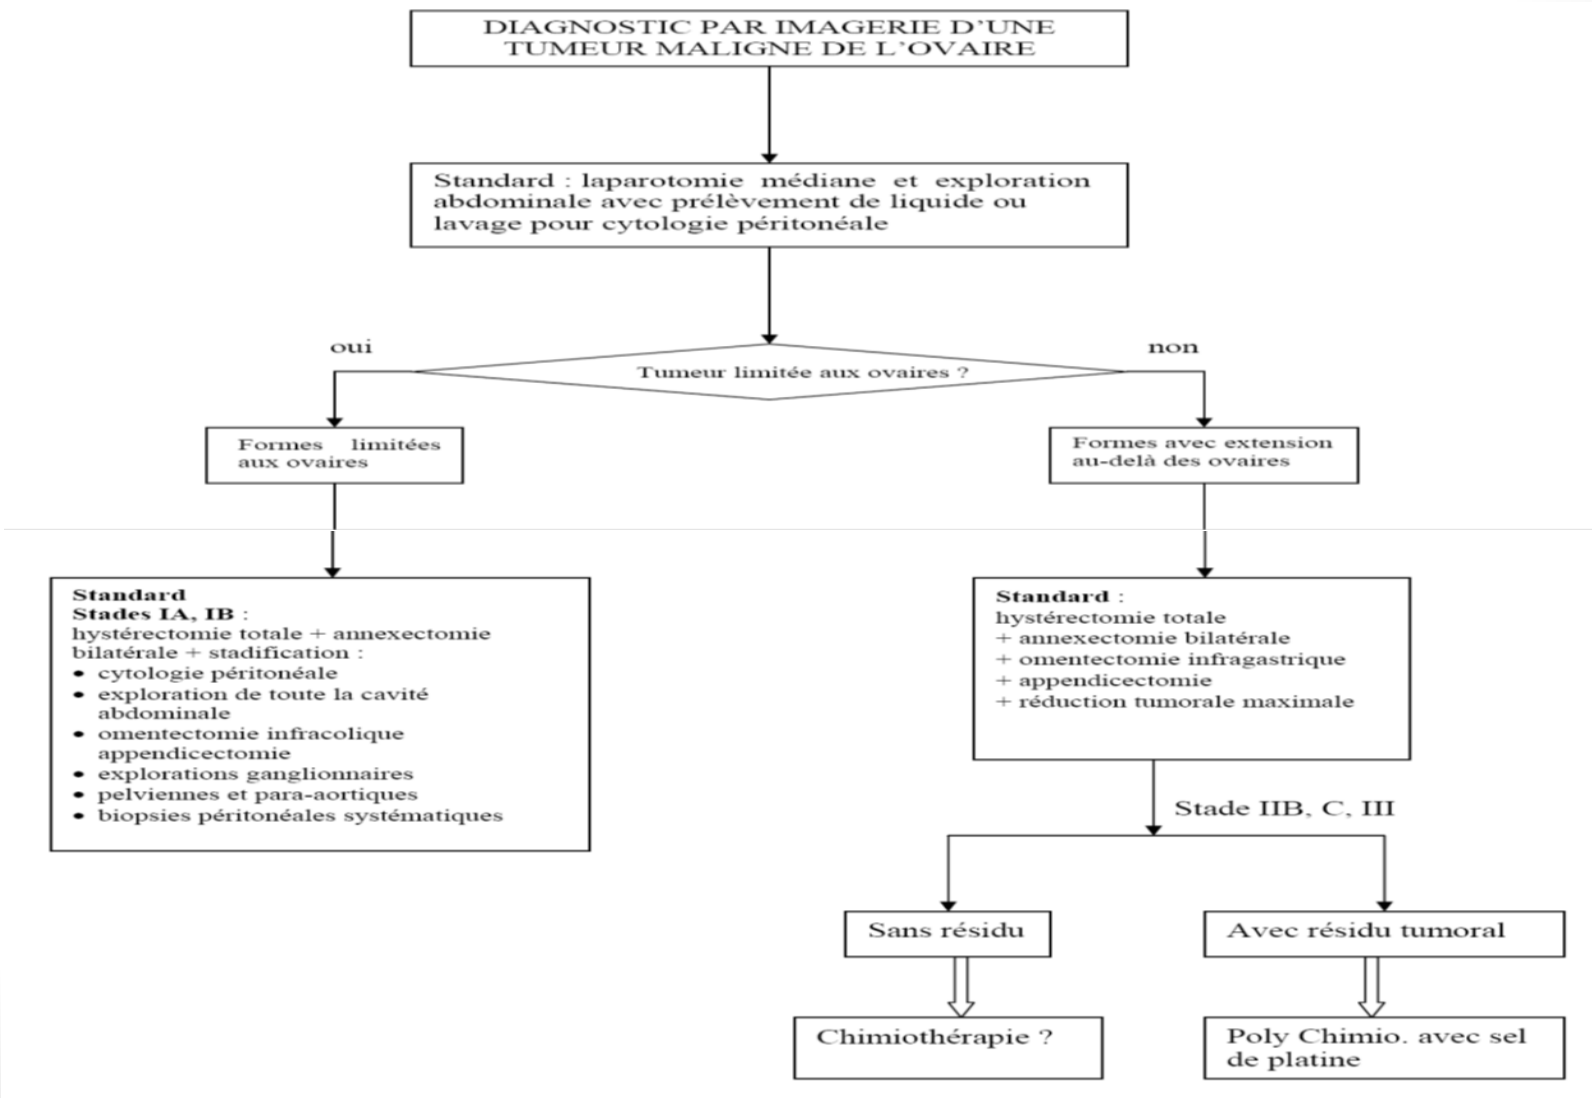 DIAGNOSTIC PAR IMAGERIE D'UNE
TUMEUR MALIGNE DE L'OVAIRE
Standard : laparotomie médiane et exploration
abdominale avec prélèvement de liquide ou
lavage pour cytologie péritonéale
oui
non
Tumeur limitée aux ovaires ?
Formes limitées
aux ovaires
Formes avec extension
au-delà des ovaires
Standard
Stades IA, IB :
hystérectomie totale + annexectomie
bilatérale + stadification :
• cytologie péritonéale
• exploration de toute la cavité
abdominale
• omentectomie infracolique
appendicectomie
• explorations ganglionnaires
• pelviennes et para-aortiques
• biopsies péritonéales systématiques
Standard :
hystérectomie totale
+ annexectomie bilatérale
+ omentectomie infragastrique
+ appendicectomie
+ réduction tumorale maximale
Stade IIB, C, III
Sans résidu
Avec résidu tumoral
Chimiothérapie ?
Poly Chimio. avec sel
de platine